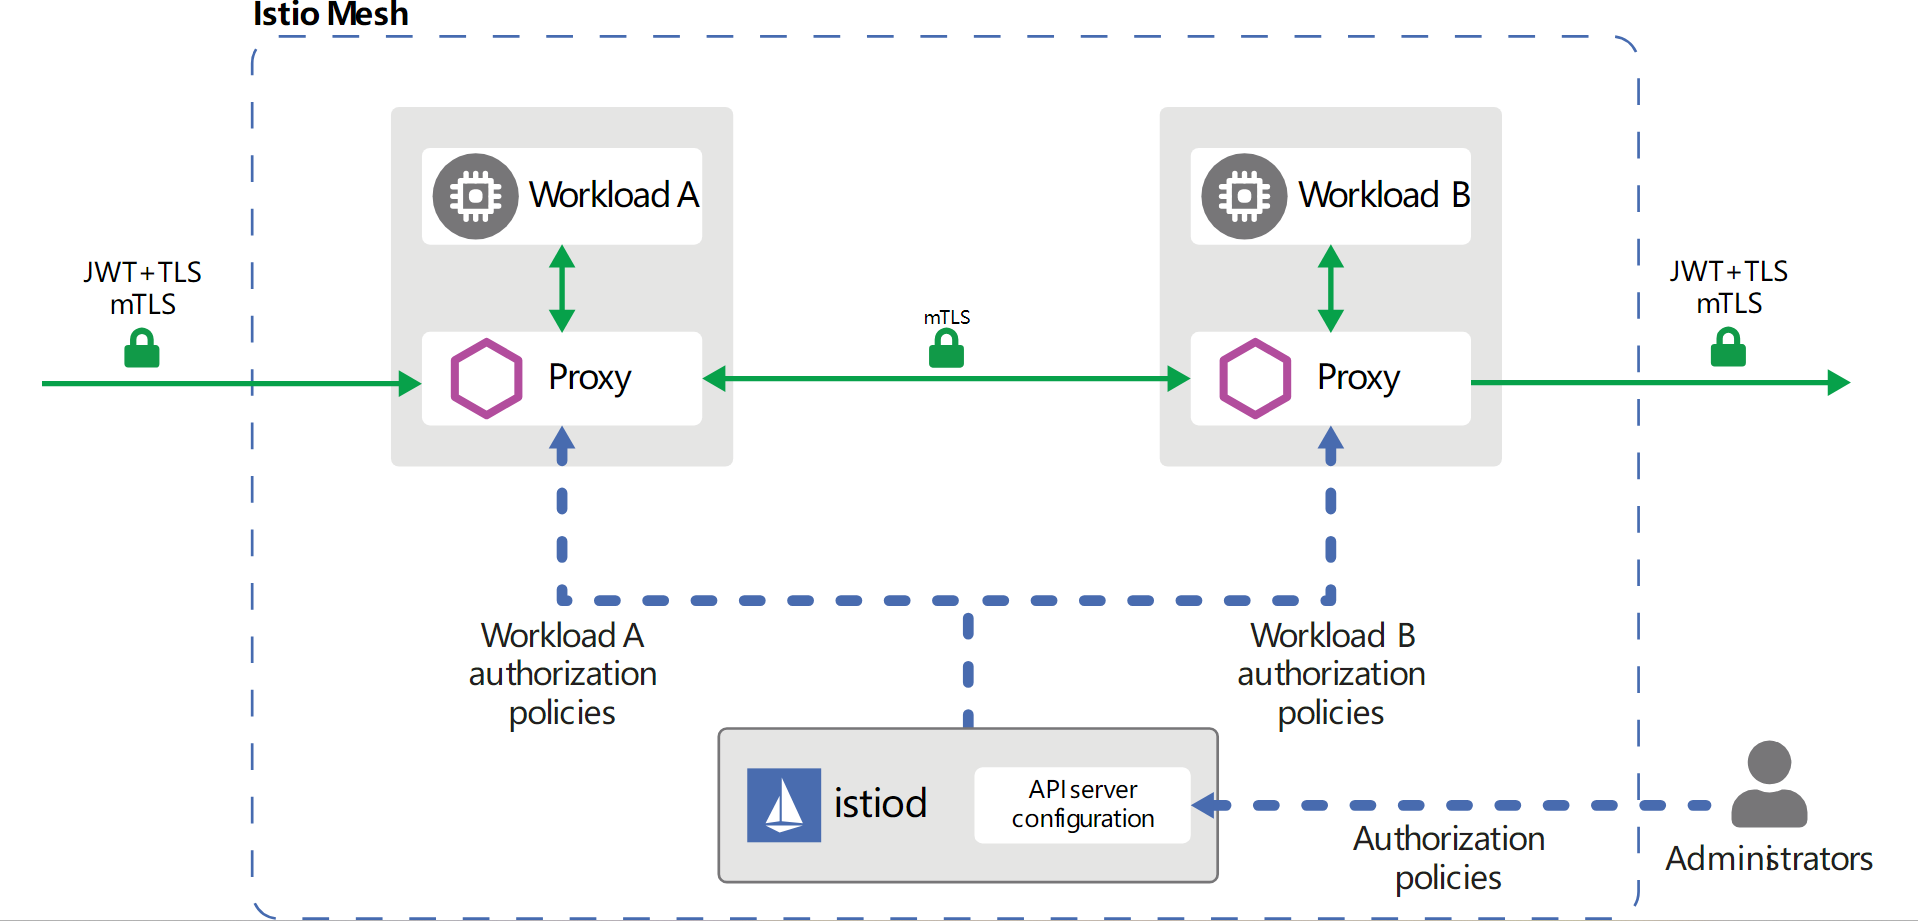 Istio Mesh
Workload A
Workload B
JWT+TLS
mTLS
mTLS
JWT+TLS
mTLS
Proxy
Proxy
Workload A
authorization
policies
Workload B
authorization
policies
istiod
API server
configuration
Authorization
policies
Administrators